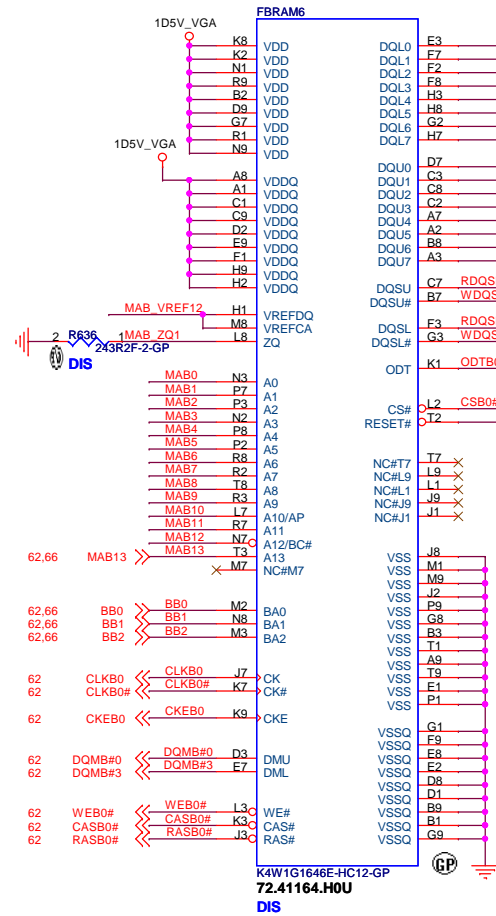 FBRAM6
1D5V_VGA
K8 VDD DQL0 E3
K2 VDD DQL1 F7
N1 VDD DQL2 F2
R9 VDD DQL3 F8
B2 VDD DQL4 H3
D9 VDD DQL5 H8
G7 VDD DQL6 G2
R1 VDD DQL7 H7
N9 VDD
1D5V_VGA
DQU0 D7
A8 VDDQ DQU1 C3
A1 VDDQ DQU2 C8
C1 VDDQ DQU3 C2
C9 VDDQ DQU4 A7
D2 VDDQ DQU5 A2
E9 VDDQ DQU6 B8
F1 VDDQ DQU7 A3
H9 VDDQ
H2 VDDQ DQSU C7 RDQS
DQSU# B7 WDQS
MAB_VREF12 H1 VREFDQ
M8 VREFCA DQSL F3 RDQS
2 R636 1 MAB_ZQ1 L8 ZQ DQSL# G3 WDQS
243R2F-2-GP
DIS
ODT K1 ODTB0
MAB0 N3 A0
MAB1 P7 A1
MAB2 P3 A2 CS# L2 CSB0#
MAB3 N2 A3 RESET# T2
MAB4 P8 A4
MAB5 P2 A5
MAB6 R8 A6 NC#T7 T7
MAB7 R2 A7 NC#L9 L9
MAB8 T8 A8 NC#L1 L1
MAB9 R3 A9 NC#J9 J9
MAB10 L7 A10/AP NC#J1 J1
MAB11 R7 A11
MAB12 N7 A12/BC#
62,66 MAB13 MAB13 T3 A13 VSS J8
M7 NC#M7 VSS M1
VSS M9
VSS J2
62,66 BB0 BB0 M2 BA0 VSS P9
62,66 BB1 BB1 N8 BA1 VSS G8
62,66 BB2 BB2 M3 BA2 VSS B3
VSS T1
VSS A9
62 CLKB0 CLKB0 J7 CK VSS T9
62 CLKB0# CLKB0# K7 CK# VSS E1
VSS P1
62 CKEB0 CKEB0 K9 CKE
VSSQ G1
VSSQ F9
62 DQMB#0 DQMB#0 D3 DMU VSSQ E8
62 DQMB#3 DQMB#3 E7 DML VSSQ E2
VSSQ D8
VSSQ D1
62 WEB0# WEB0# L3 WE# VSSQ B9
62 CASB0# CASB0# K3 CAS# VSSQ B1
62 RASB0# RASB0# J3 RAS# VSSQ G9
GP
K4W1G1646E-HC12-GP
72.41164.H0U
DIS